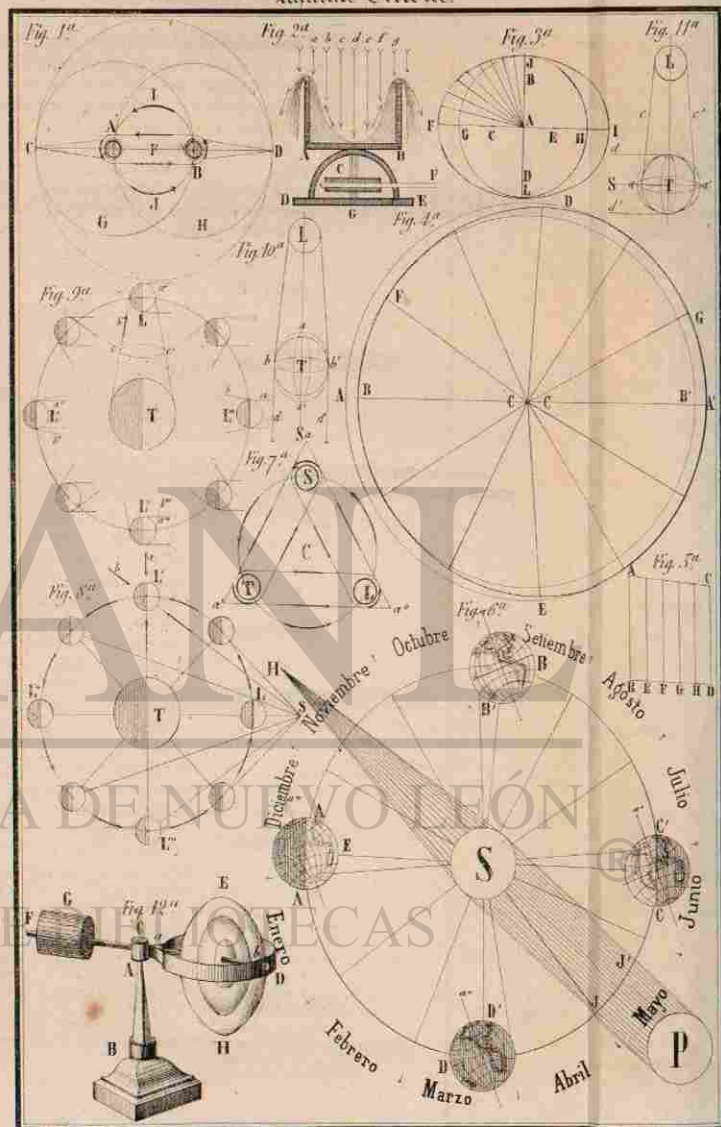 Fig. 1ª
Fig. 2ª
Fig. 3ª
Fig. 11ª
a b c d e f g
I
A
C F D
B
J
G H
A B
C
F
D G E
J
B
F G C A E H I
D
L
D
L
c c'
d
S a T a'
d'
Fig. 4ª
Fig. 10ª
L
a
b T b'
a'
d d'
S
Fig. 9ª
L
T
F
G
A B C C B' A'
E
Fig. 7ª
S
C
T L
Fig. 5ª
A C
B E F G H D
Fig. 8ª
L'
T
L
S
L'''
Fig. 6ª
Octubre
Setiembre
Noviembre
Agosto
Diciembre
Julio
Junio
Enero
Mayo
Febrero
Marzo
Abril
H
B
B'
A
E
A
S
C'
C
J'
J
D'
D
P
Fig. 12ª
F G
C
A
E
D
B
H
ANL
A DE NUEVO LEÓN
®
E BIBLIOTECAS